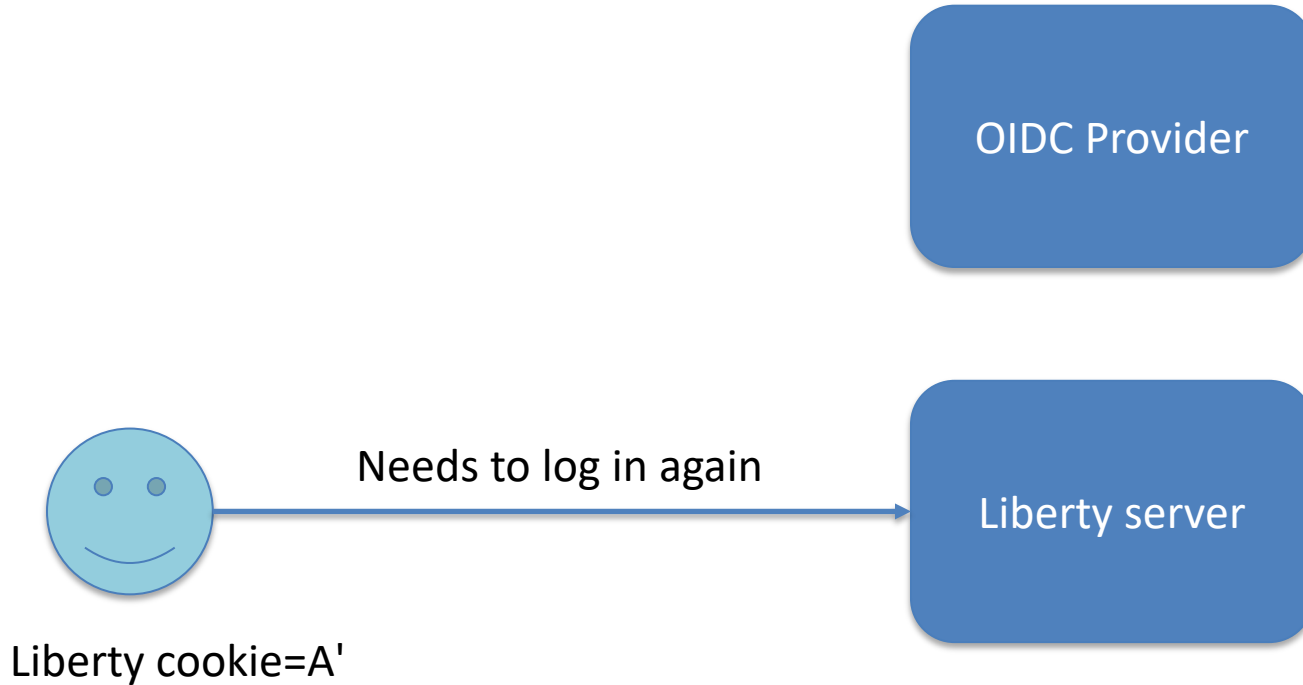 OIDC Provider
Needs to log in again
Liberty server
Liberty cookie=A'